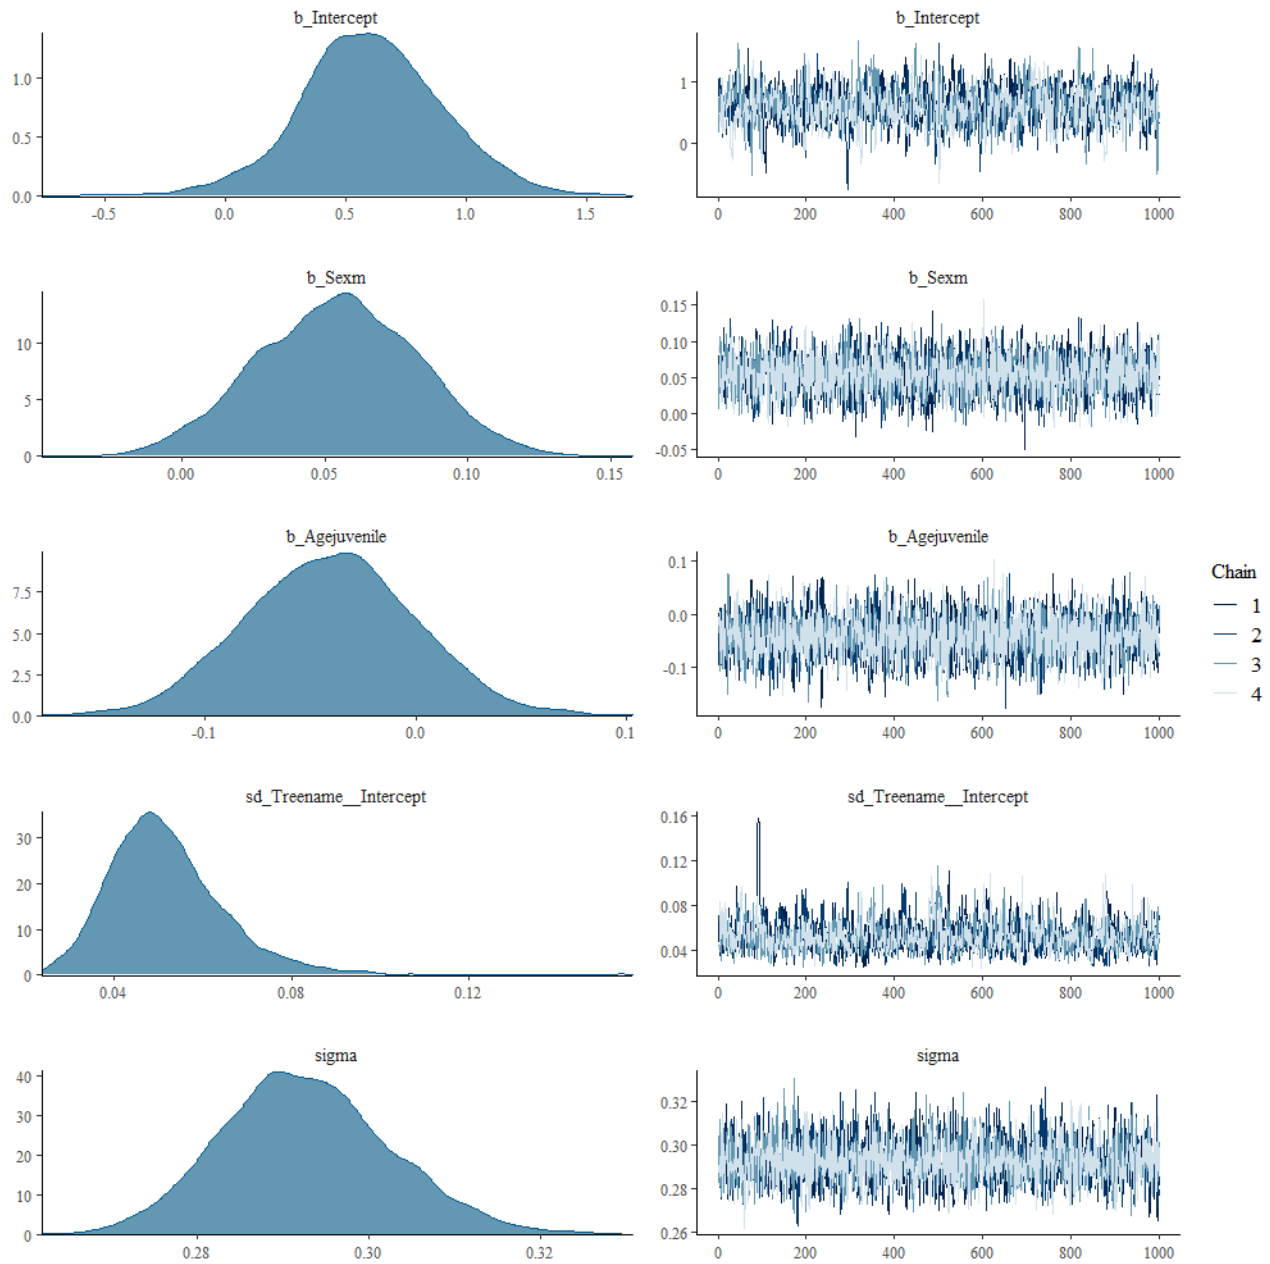 b_Intercept
b_Intercept
1.0
0.5
0.0
-0.5 0.0 0.5 1.0 1.5
1
0
0 200 400 600 800 1000
b_Sexm
b_Sexm
10
5
0
0.00 0.05 0.10 0.15
0.15
0.10
0.05
0.00
-0.05
0 200 400 600 800 1000
b_Agejuvenile
b_Agejuvenile
7.5
5.0
2.5
0.0
-0.1 0.0 0.1
0.1
0.0
-0.1
0 200 400 600 800 1000
Chain
1
2
3
4
sd_Treename__Intercept
sd_Treename__Intercept
30
20
10
0
0.04 0.08 0.12
0.16
0.12
0.08
0.04
0 200 400 600 800 1000
sigma
sigma
40
30
20
10
0
0.28 0.30 0.32
0.32
0.30
0.28
0.26
0 200 400 600 800 1000